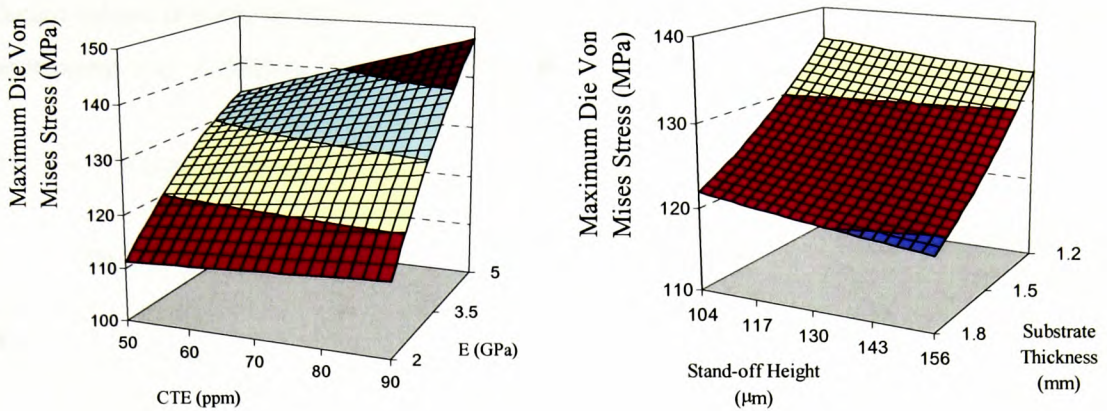 Maximum Die Von
Mises Stress (MPa)
150
140
130
120
110
100
50
60
70
80
90
CTE (ppm)
2
3.5
5
E (GPa)
Maximum Die Von
Mises Stress (MPa)
140
130
120
110
104
117
130
143
156
Stand-off Height
(μm)
1.8
1.5
1.2
Substrate
Thickness
(mm)